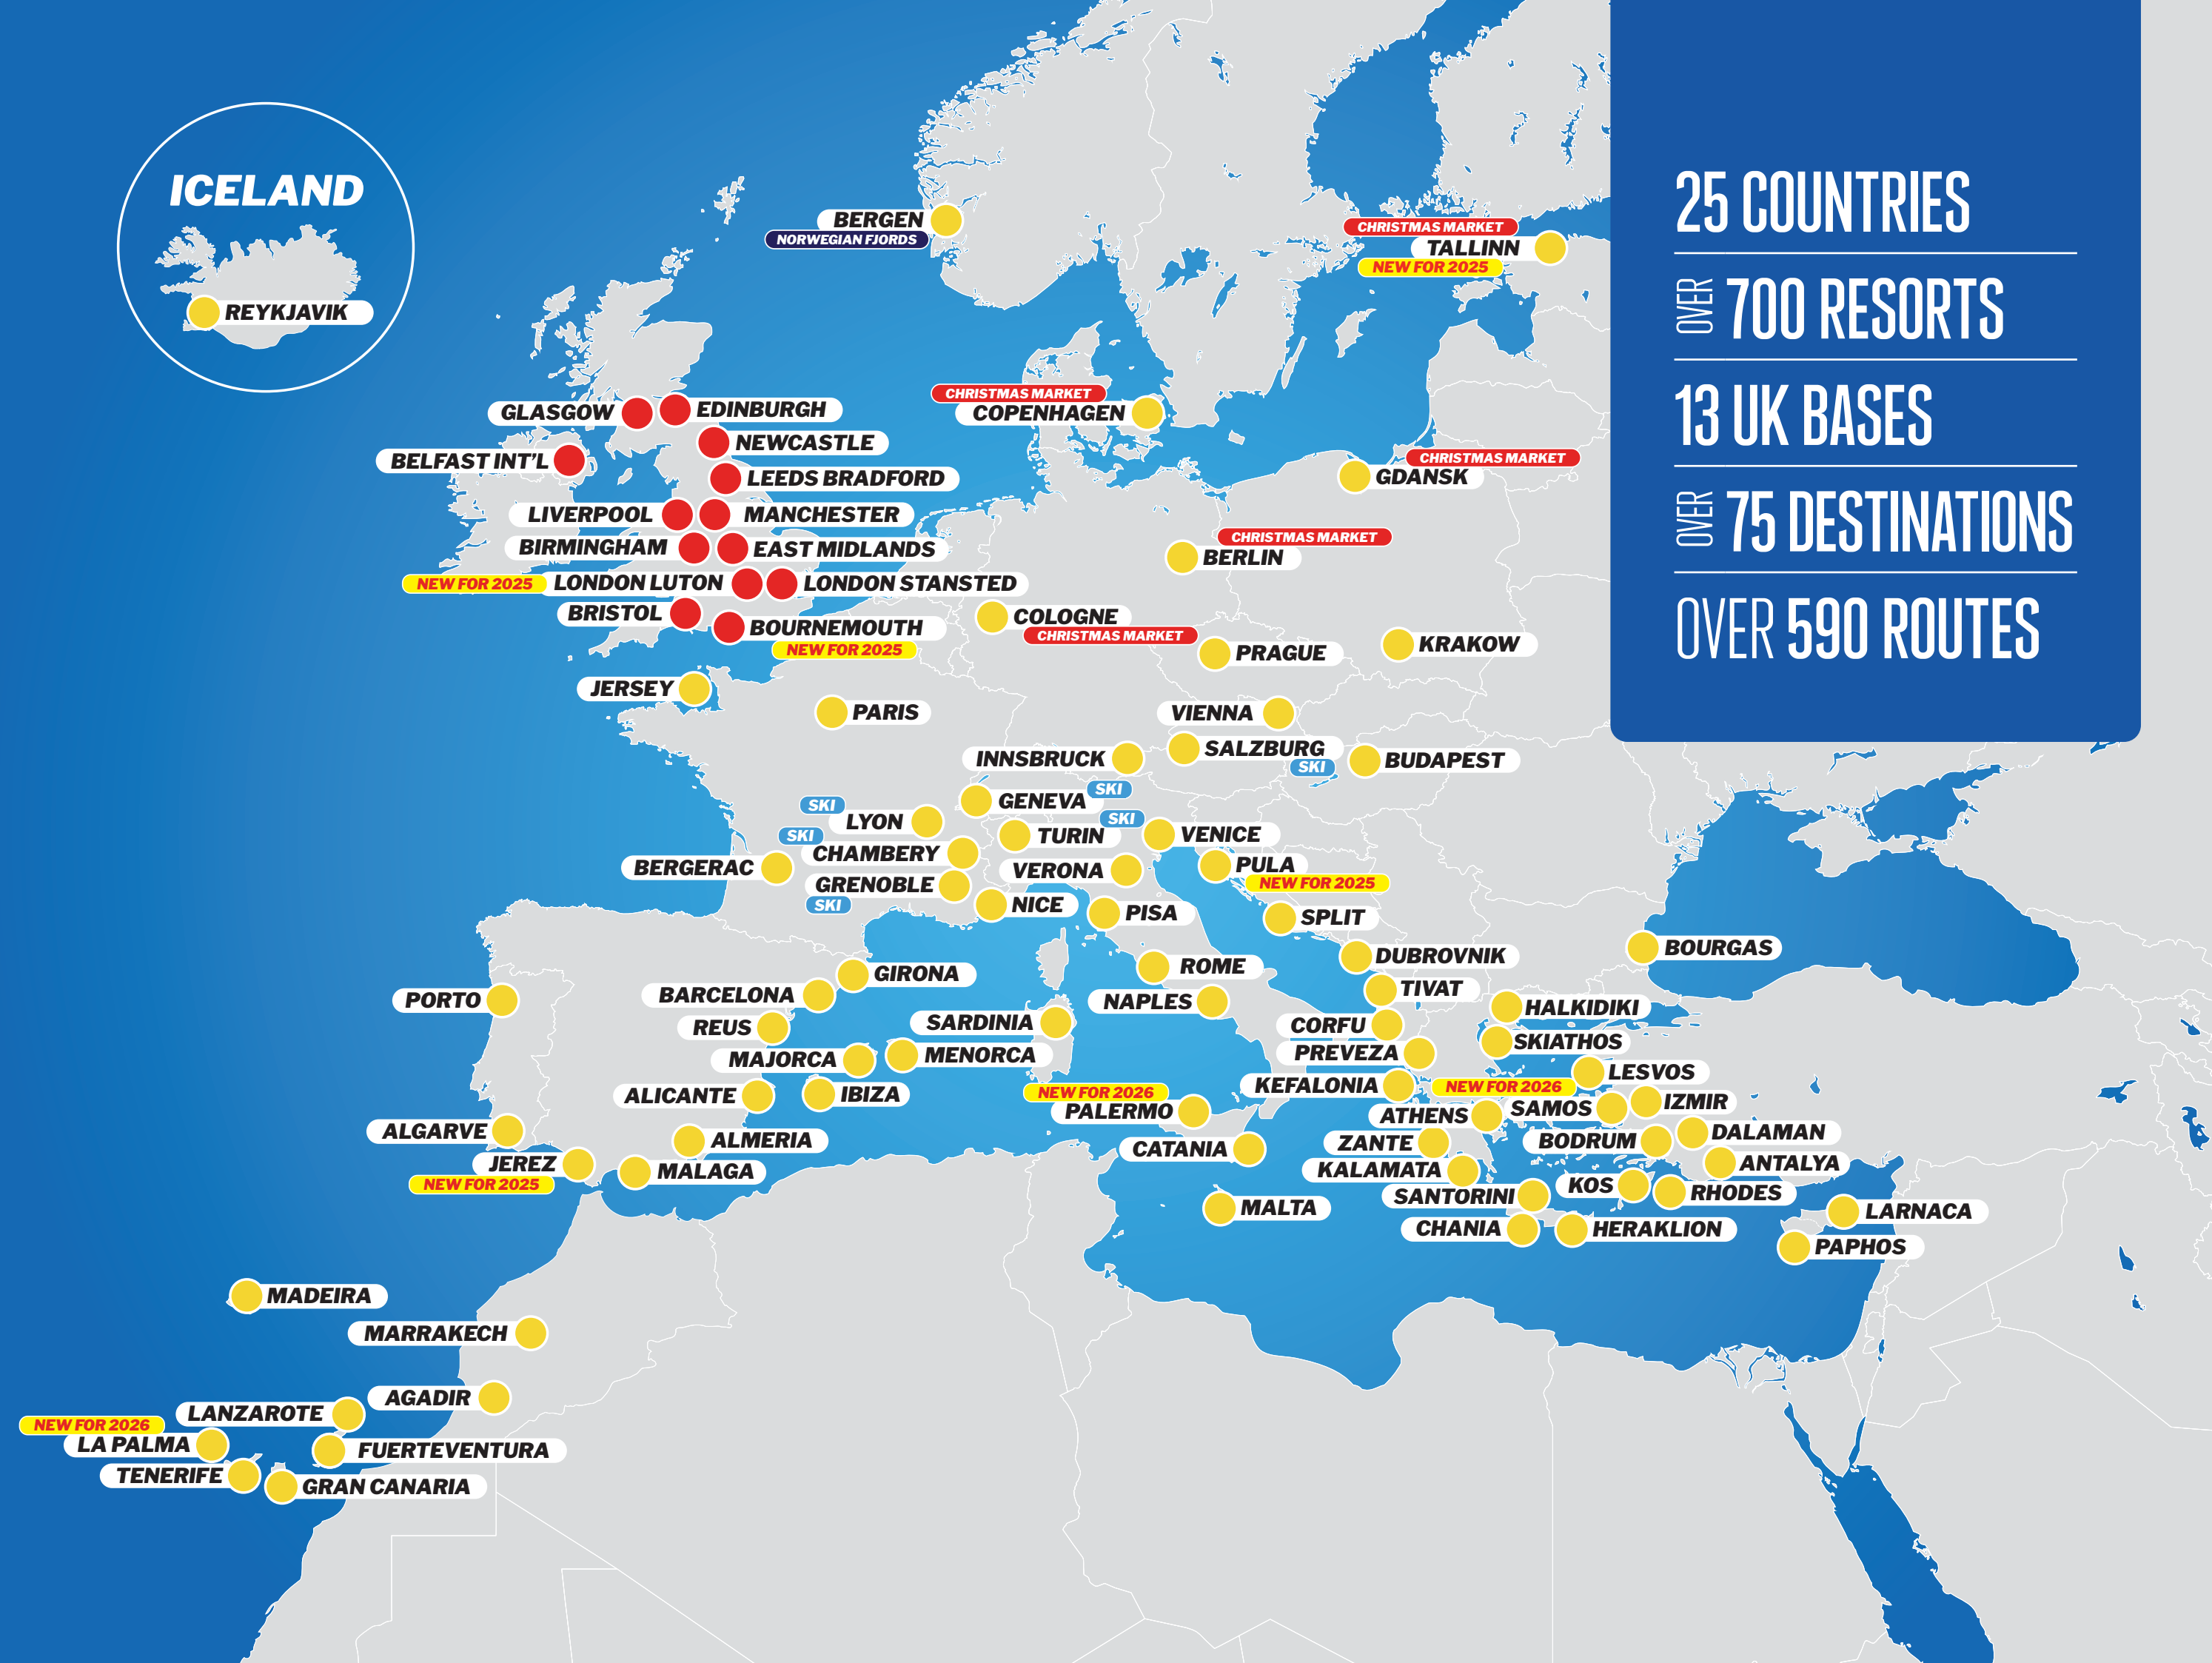 ICELAND
REYKJAVIK
25 COUNTRIES
OVER 700 RESORTS
13 UK BASES
OVER 75 DESTINATIONS
OVER 590 ROUTES
BERGEN
NORWEGIAN FJORDS
CHRISTMAS MARKET
TALLINN
NEW FOR 2025
CHRISTMAS MARKET
COPENHAGEN
GLASGOW
EDINBURGH
NEWCASTLE
BELFAST INT'L
LEEDS BRADFORD
CHRISTMAS MARKET
GDANSK
LIVERPOOL
MANCHESTER
BIRMINGHAM
EAST MIDLANDS
CHRISTMAS MARKET
BERLIN
NEW FOR 2025
LONDON LUTON
LONDON STANSTED
BRISTOL
BOURNEMOUTH
NEW FOR 2025
COLOGNE
CHRISTMAS MARKET
PRAGUE
KRAKOW
JERSEY
PARIS
VIENNA
SALZBURG
SKI
INNSBRUCK
BUDAPEST
GENEVA
SKI
SKI
LYON
SKI
TURIN
VENICE
SKI
CHAMBERY
BERGERAC
VERONA
PULA
NEW FOR 2025
GRENOBLE
SKI
NICE
PISA
SPLIT
DUBROVNIK
BOURGAS
GIRONA
ROME
BARCELONA
PORTO
TIVAT
NAPLES
HALKIDIKI
REUS
SARDINIA
CORFU
SKIATHOS
MAJORCA
MENORCA
PREVEZA
LESVOS
ALICANTE
IBIZA
NEW FOR 2026
PALERMO
KEFALONIA
NEW FOR 2026
SAMOS
IZMIR
ATHENS
ALGARVE
ALMERIA
CATANIA
ZANTE
BODRUM
DALAMAN
JEREZ
NEW FOR 2025
MALAGA
KALAMATA
ANTALYA
KOS
RHODES
SANTORINI
MALTA
LARNACA
CHANIA
HERAKLION
PAPHOS
MADEIRA
MARRAKECH
AGADIR
LANZAROTE
NEW FOR 2026
LA PALMA
FUERTEVENTURA
TENERIFE
GRAN CANARIA